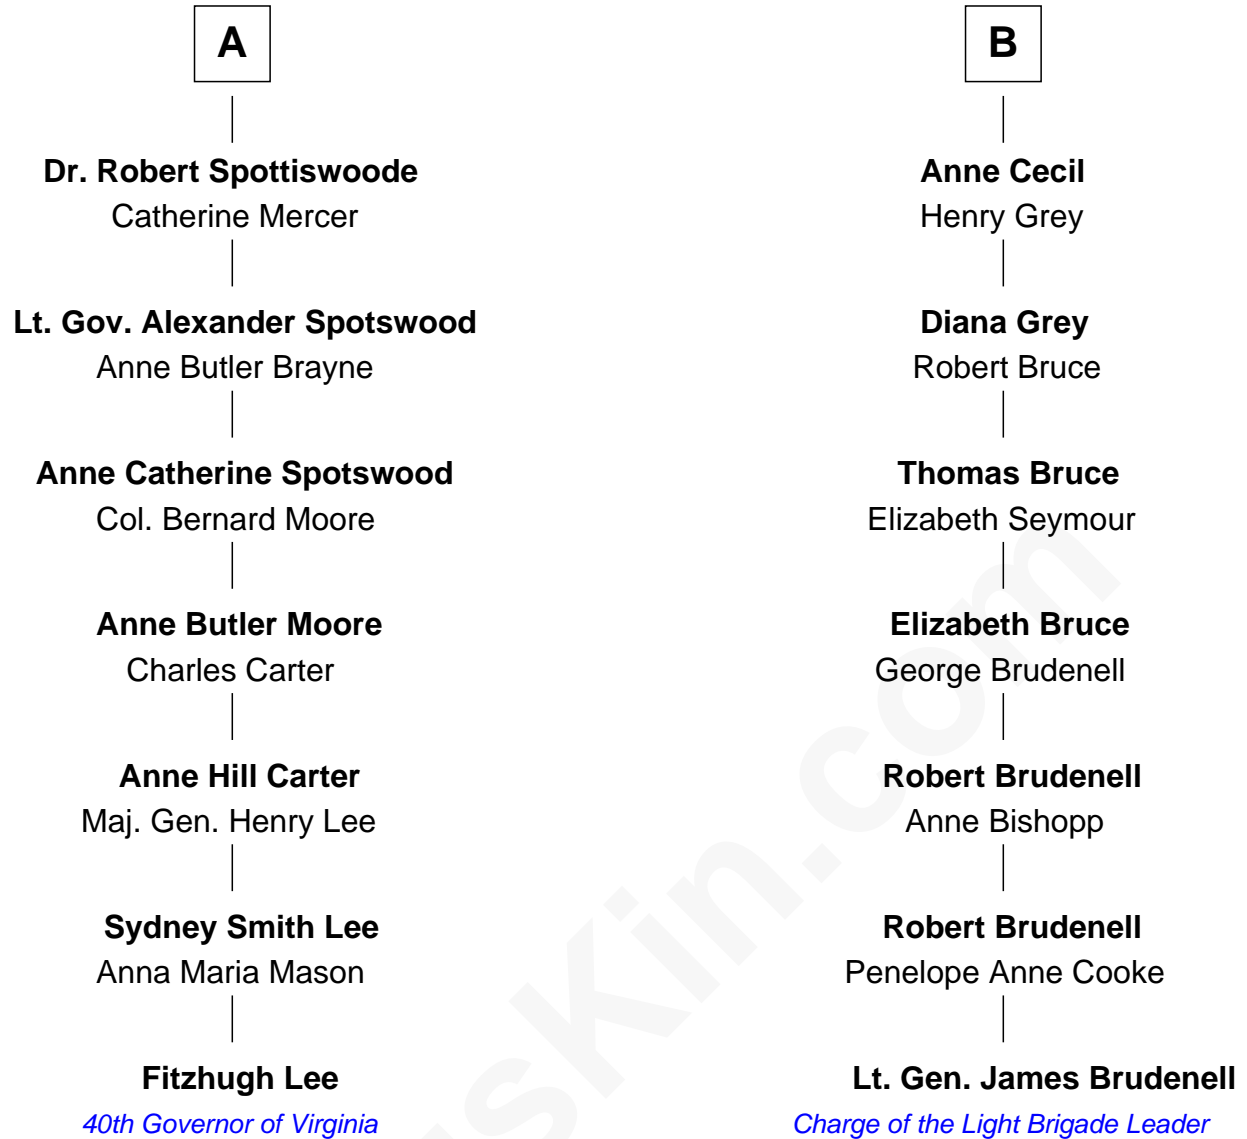 A
Dr. Robert Spottiswoode
Catherine Mercer
Lt. Gov. Alexander Spotswood
Anne Butler Brayne
Anne Catherine Spotswood
Col. Bernard Moore
Anne Butler Moore
Charles Carter
Anne Hill Carter
Maj. Gen. Henry Lee
Sydney Smith Lee
Anna Maria Mason
Fitzhugh Lee
40th Governor of Virginia
B
Anne Cecil
Henry Grey
Diana Grey
Robert Bruce
Thomas Bruce
Elizabeth Seymour
Elizabeth Bruce
George Brudenell
Robert Brudenell
Anne Bishopp
Robert Brudenell
Penelope Anne Cooke
Lt. Gen. James Brudenell
Charge of the Light Brigade Leader